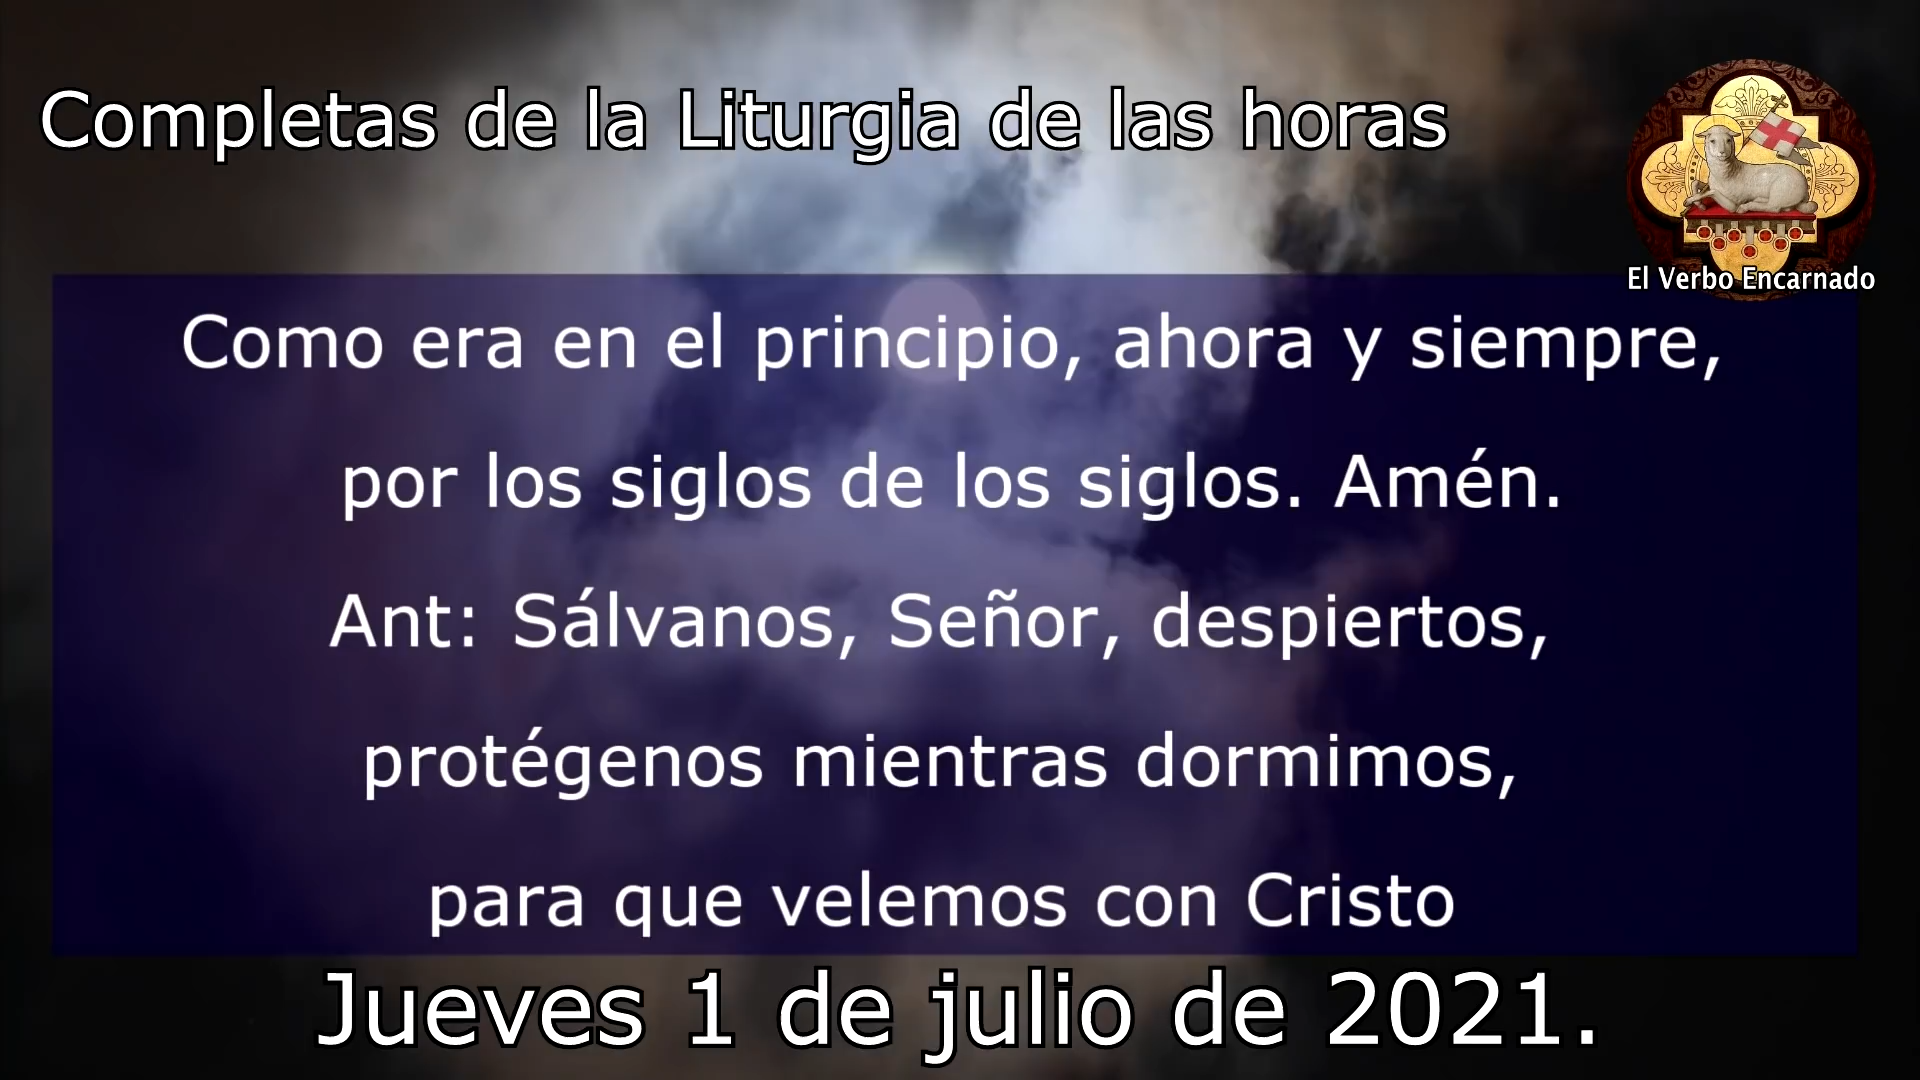 Completas de la Liturgia de las horas
El Verbo Encarnado
Como era en el principio, ahora y siempre,
por los siglos de los siglos. Amén.
Ant: Sálvanos, Señor, despiertos,
protégenos mientras dormimos,
para que velemos con Cristo
Jueves 1 de julio de 2021.